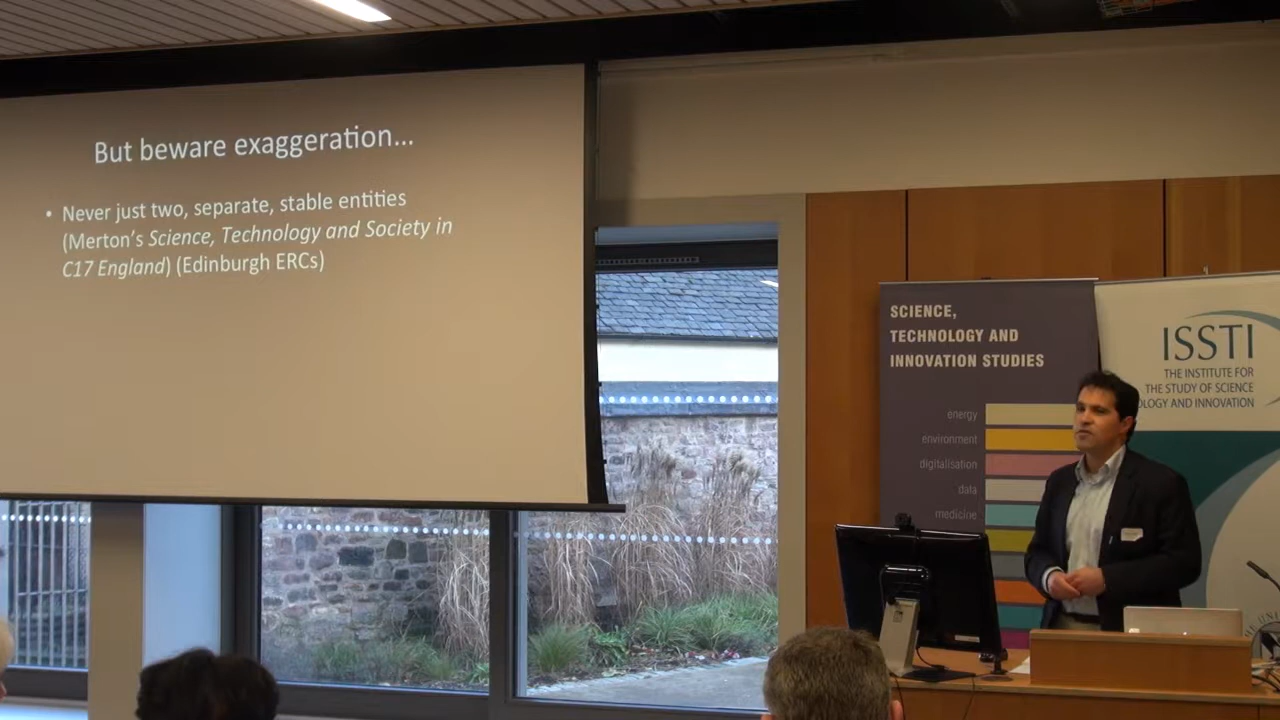 But beware exaggeration...
• Never just two, separate, stable entities
(Merton's Science, Technology and Society in
C17 England) (Edinburgh ERCs)
SCIENCE,
TECHNOLOGY AND
INNOVATION STUDIES
energy
environment
digitalisation
data
medicine
ISSTI
THE INSTITUTE FOR
THE STUDY OF SCIENCE
OLOGY AND INNOVATION